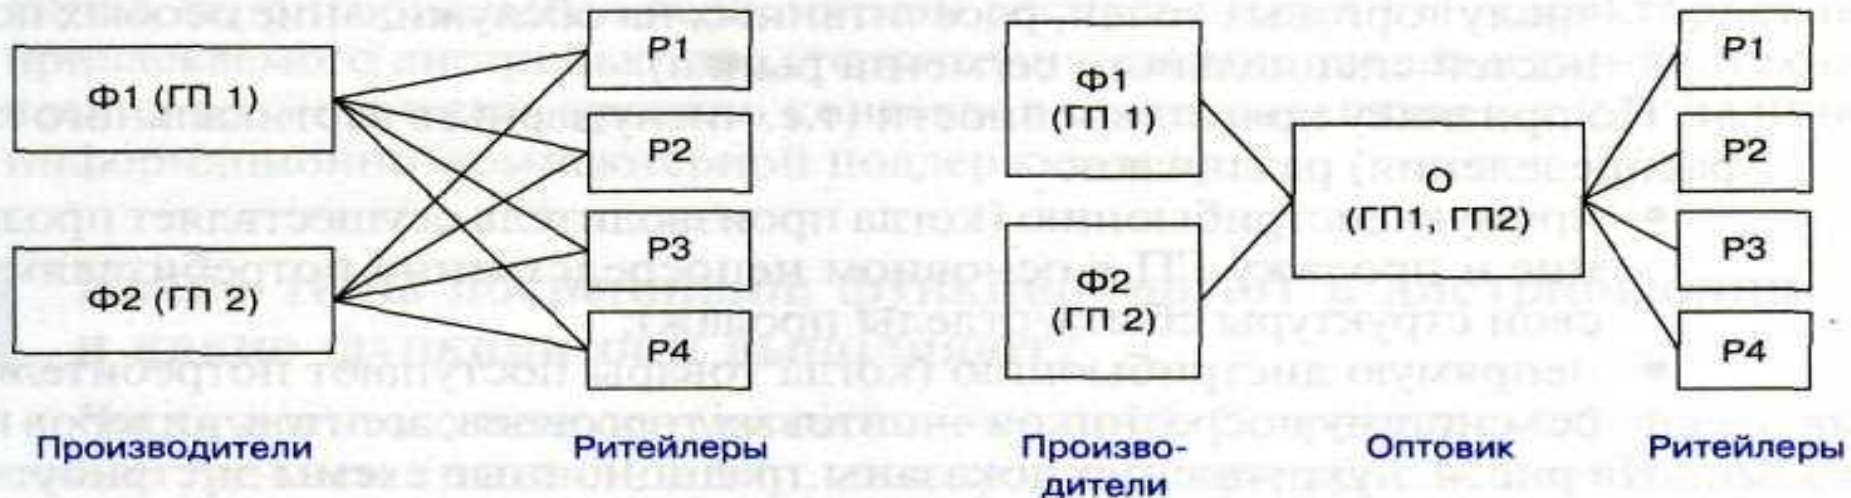 Ф1 (ГП 1)
Ф2 (ГП 2)
Р1
Р2
Р3
Р4
Производители
Ритейлеры
Ф1
(ГП 1)
Ф2
(ГП 2)
О
(ГП1, ГП2)
Р1
Р2
Р3
Р4
Произво-
дители
Оптовик
Ритейлеры